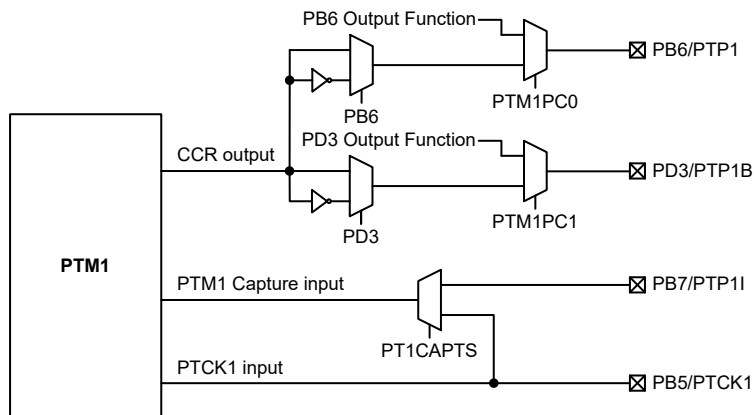 PB6 Output Function
PB6/PTP1
PB6
PTM1PC0
CCR output
PD3 Output Function
PD3/PTP1B
PD3
PTM1PC1
PTM1
PTM1 Capture input
PB7/PTP1I
PT1CAPTS
PTCK1 input
PB5/PTCK1